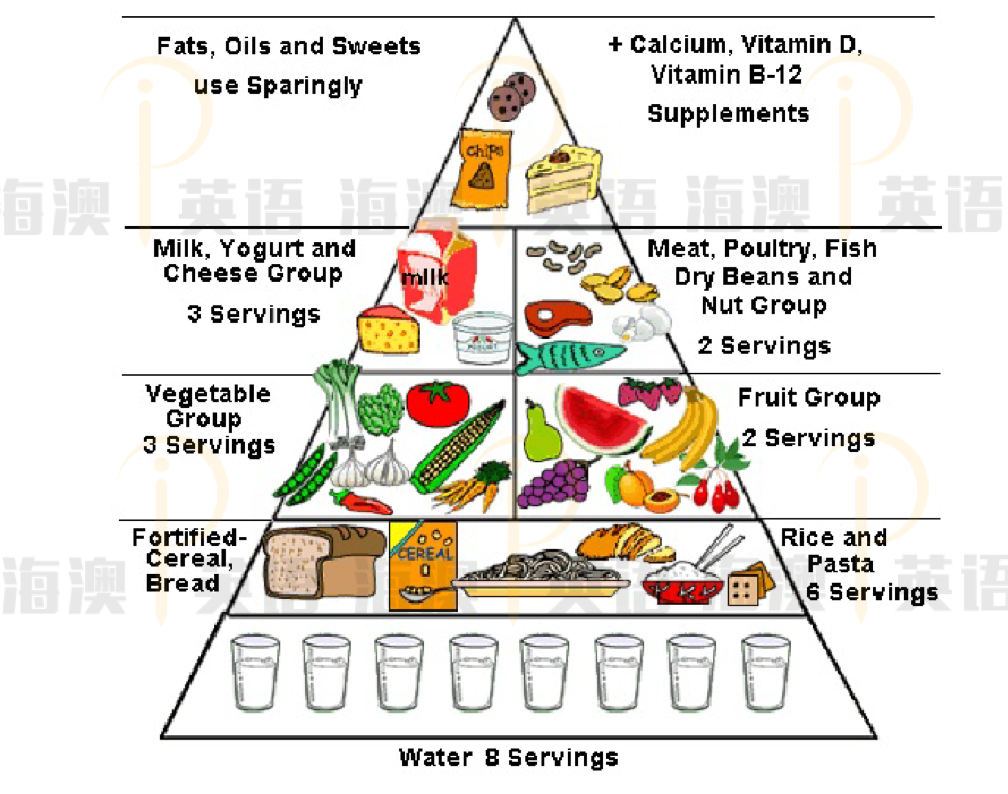 Fats, Oils and Sweets
use Sparingly
+ Calcium, Vitamin D,
Vitamin B-12
Supplements
chips
Milk, Yogurt and
Cheese Group
3 Servings
milk
YOGURT
Meat, Poultry, Fish
Dry Beans and
Nut Group
2 Servings
Vegetable
Group
3 Servings
Fruit Group
2 Servings
Fortified-
Cereal,
Bread
CEREAL
Rice and
Pasta
6 Servings
Water 8 Servings
海澳 英语 海澳 英语 海澳 英语
海澳 英语 海澳 英语 海澳 英语